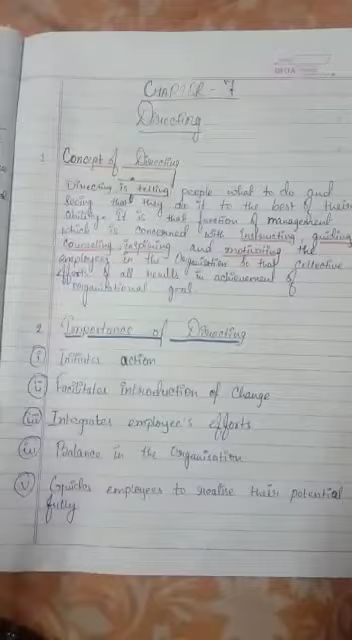 CHAPTER - 7
Directing
1 Concept of Directing
Directing is telling people what to do and
Seeing that they do it to the best of their
ability. It is that function of management
which is concerned with instructing, guiding
Counseling, inspiring and motivating the
employees in the Organisation so that collective
efforts of all results in achievement of
organisational goal
2. Importance of Directing
(i) Initiates action
(ii) Facilitates introduction of Change
(iii) Integrates employee's efforts
(iv) Balance in the Organisation
(v) Guides employees to realise their potential
fully